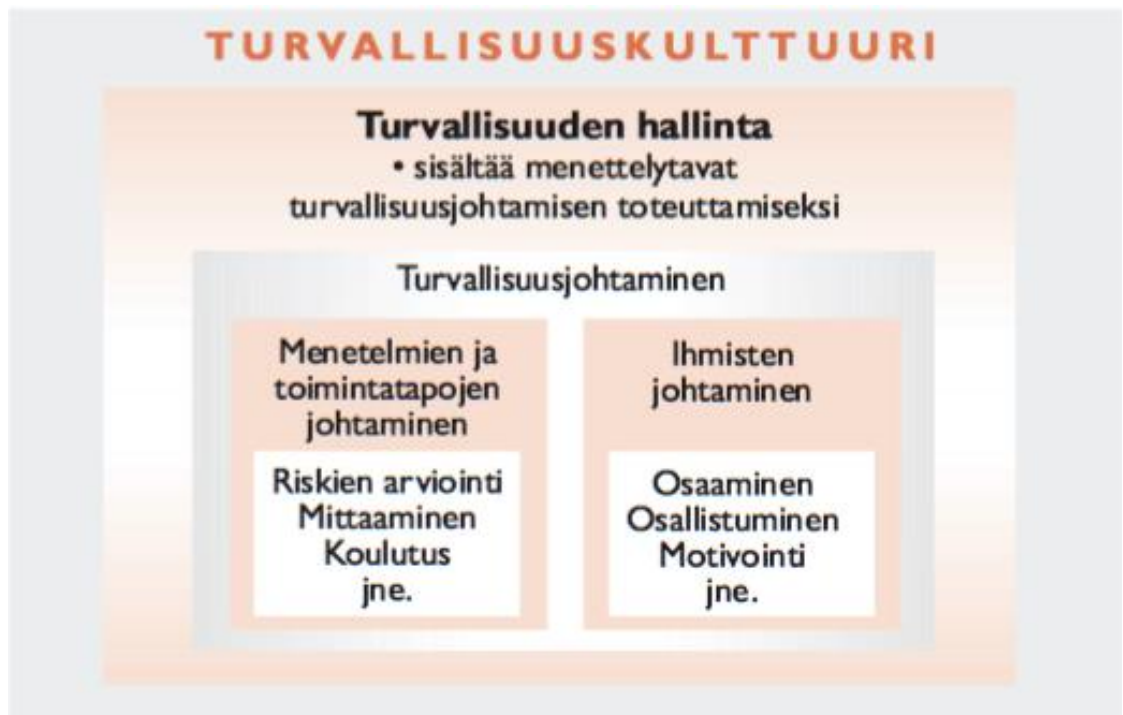 TURVALLISUUSKULTTUURI
Turvallisuuden hallinta
• sisältää menettelytavat
turvallisuusjohtamisen toteuttamiseksi
Turvallisuusjohtaminen
Menetelmien ja
toimintatapojen
johtaminen
Riskien arviointi
Mittaaminen
Koulutus
jne.
Ihmisten
johtaminen
Osaaminen
Osallistuminen
Motivointi
jne.